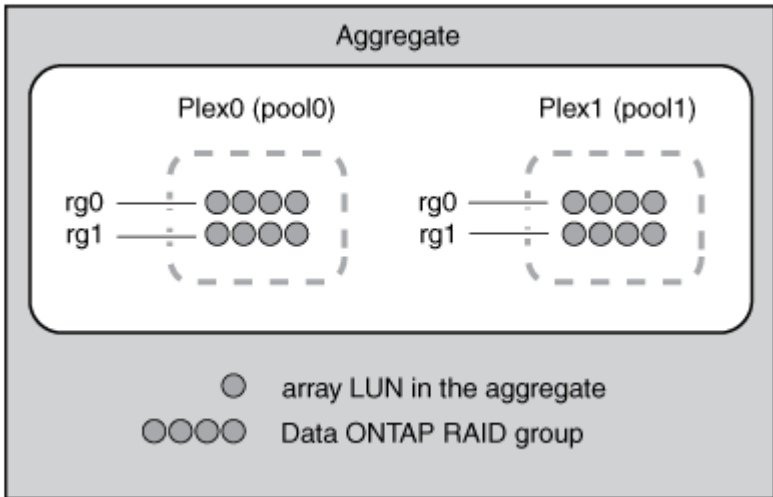 Aggregate
Plex0 (pool0)
Plex1 (pool1)
rg0
rg0
rg1
rg1
array LUN in the aggregate
Data ONTAP RAID group